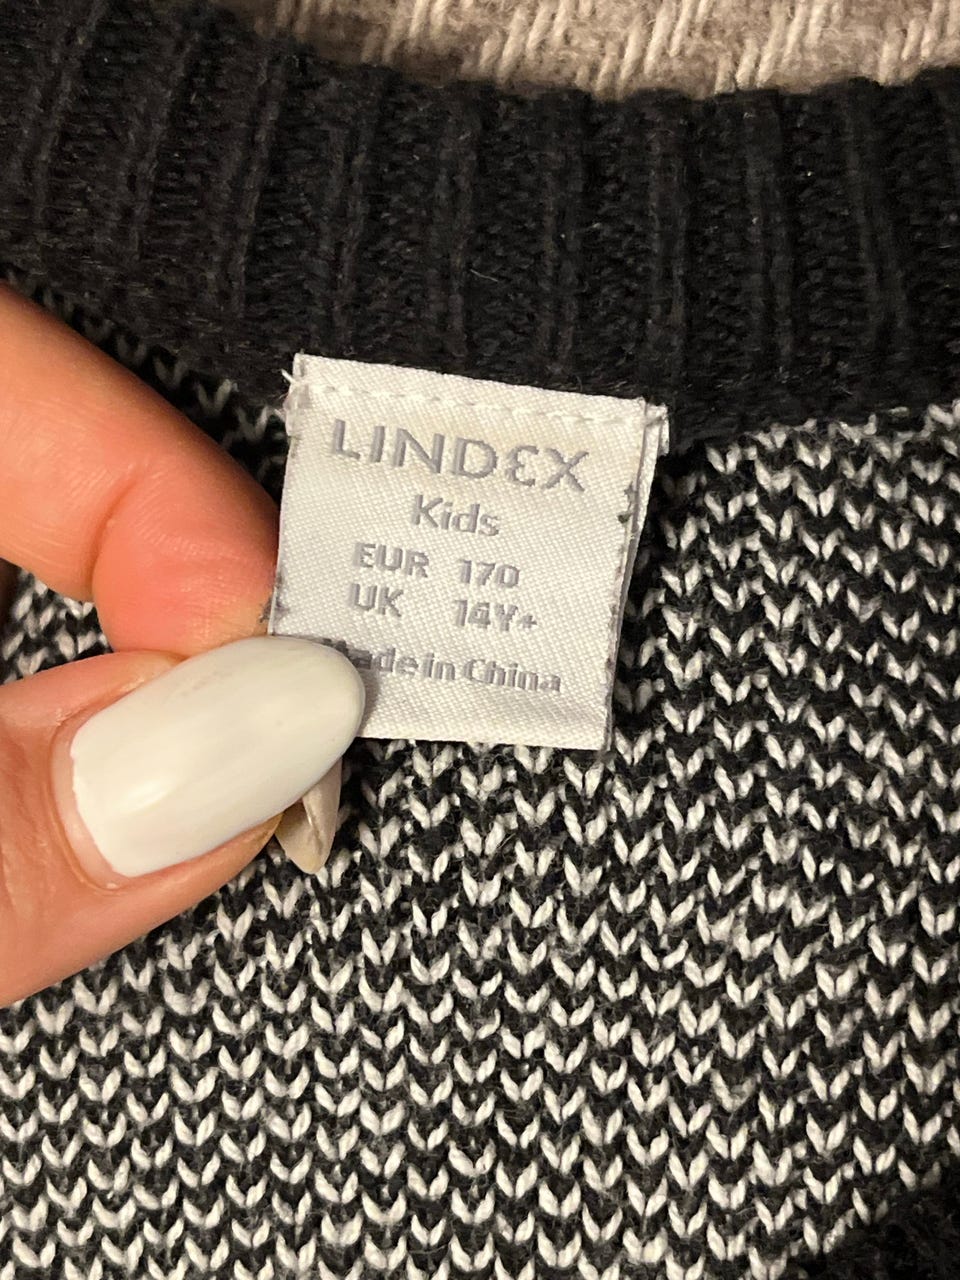 LINDEX
Kids
EUR 170
UK 14Y+
Made in China